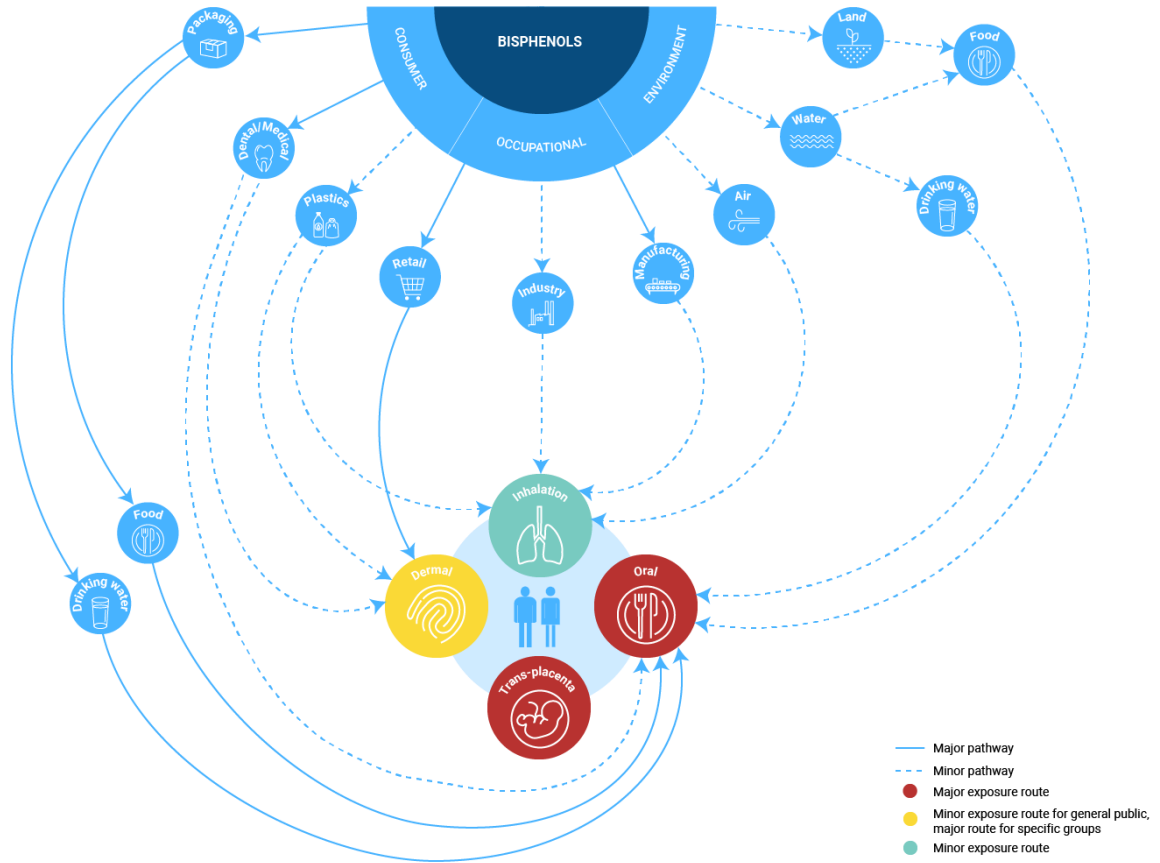 BISPHENOLS
CONSUMER
OCCUPATIONAL
ENVIRONMENT
Packaging
Dental/Medical
Plastics
Retail
Industry
Manufacturing
Air
Water
Land
Food
Drinking water
Food
Drinking water
Inhalation
Dermal
Oral
Trans-placenta
Major pathway
Minor pathway
Major exposure route
Minor exposure route for general public,
major route for specific groups
Minor exposure route